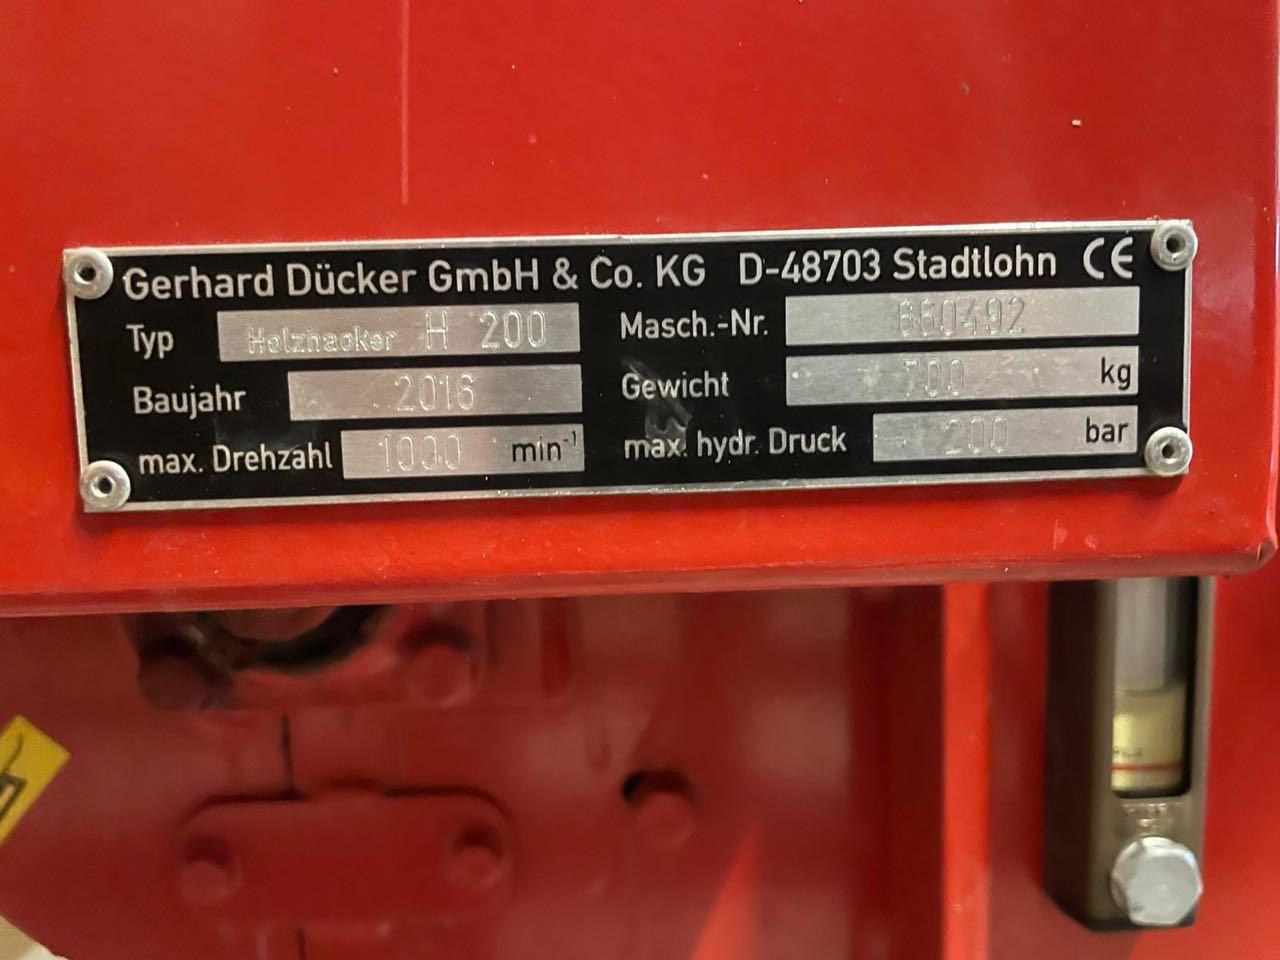 Gerhard Dücker GmbH & Co. KG D-48703 Stadtlohn CE
Typ Holzhacker H 200 Masch.-Nr. 660492
Baujahr 2016 Gewicht 700 kg
max. Drehzahl 1000 min⁻¹ max. hydr. Druck 200 bar